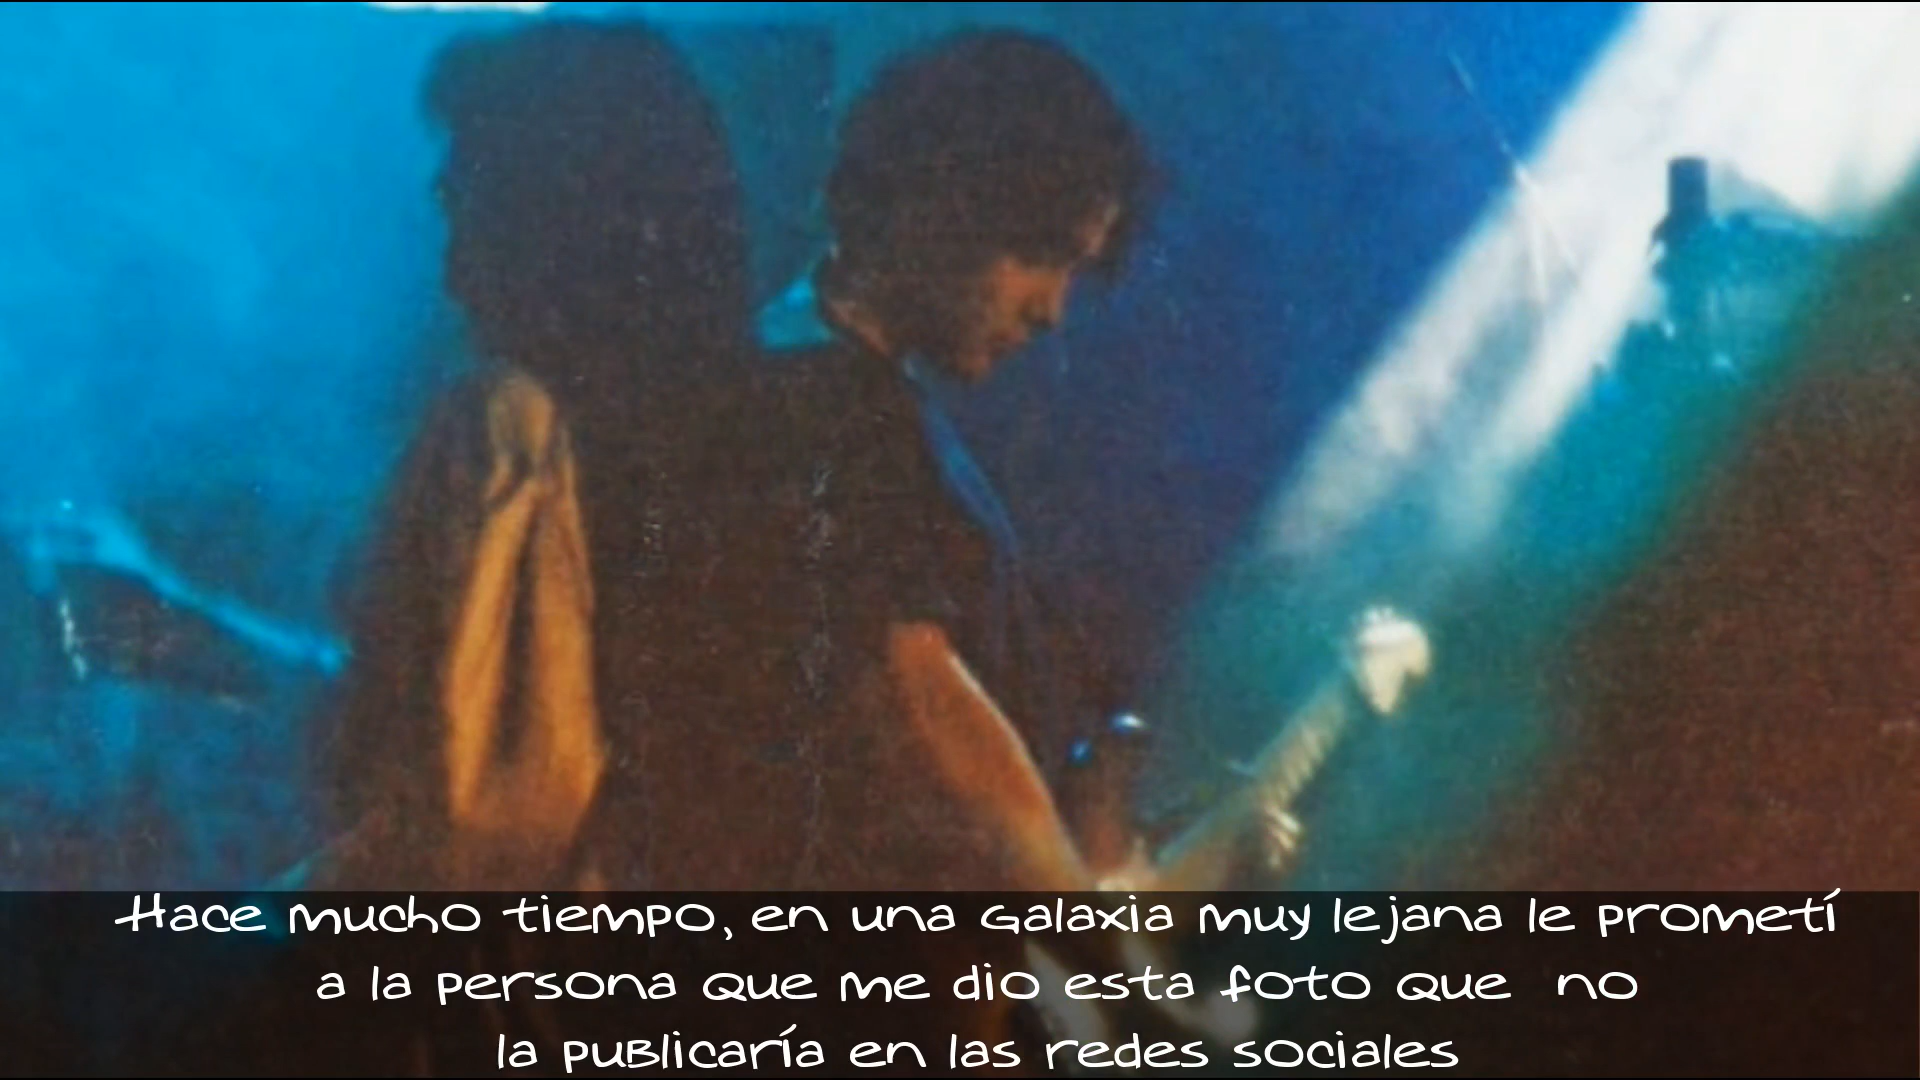 Hace mucho tiempo, en una Galaxia muy lejana le prometí
a la persona que me dio esta foto que no
la publicaría en las redes sociales